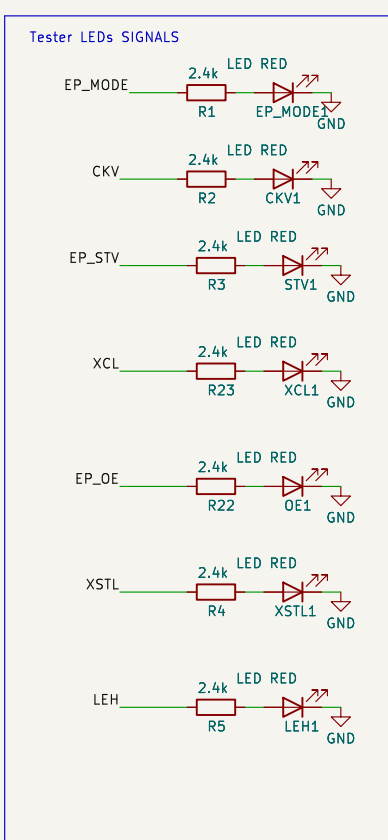 Tester LEDs SIGNALS
LED RED
2.4k
EP_MODE
R1
EP_MODE1
GND
LED RED
2.4k
CKV
R2
CKV1
GND
LED RED
2.4k
EP_STV
R3
STV1
GND
LED RED
2.4k
XCL
R23
XCL1
GND
LED RED
2.4k
EP_OE
R22
OE1
GND
LED RED
2.4k
XSTL
R4
XSTL1
GND
LED RED
2.4k
LEH
R5
LEH1
GND